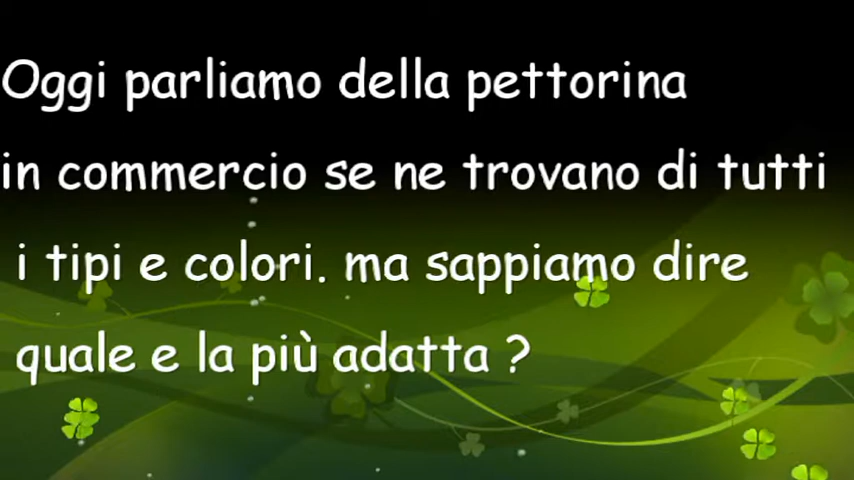 Oggi parliamo della pettorina
in commercio se ne trovano di tutti
i tipi e colori. ma sappiamo dire
quale e la più adatta ?